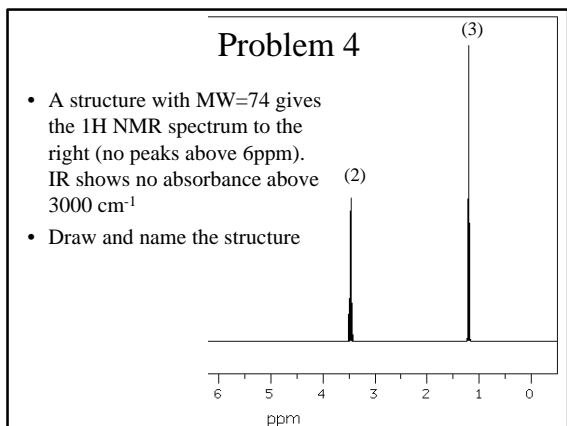 Problem 4
• A structure with MW=74 gives
the 1H NMR spectrum to the
right (no peaks above 6ppm).
IR shows no absorbance above
3000 cm-1
• Draw and name the structure
(3)
(2)
6 5 4 3 2 1 0
ppm